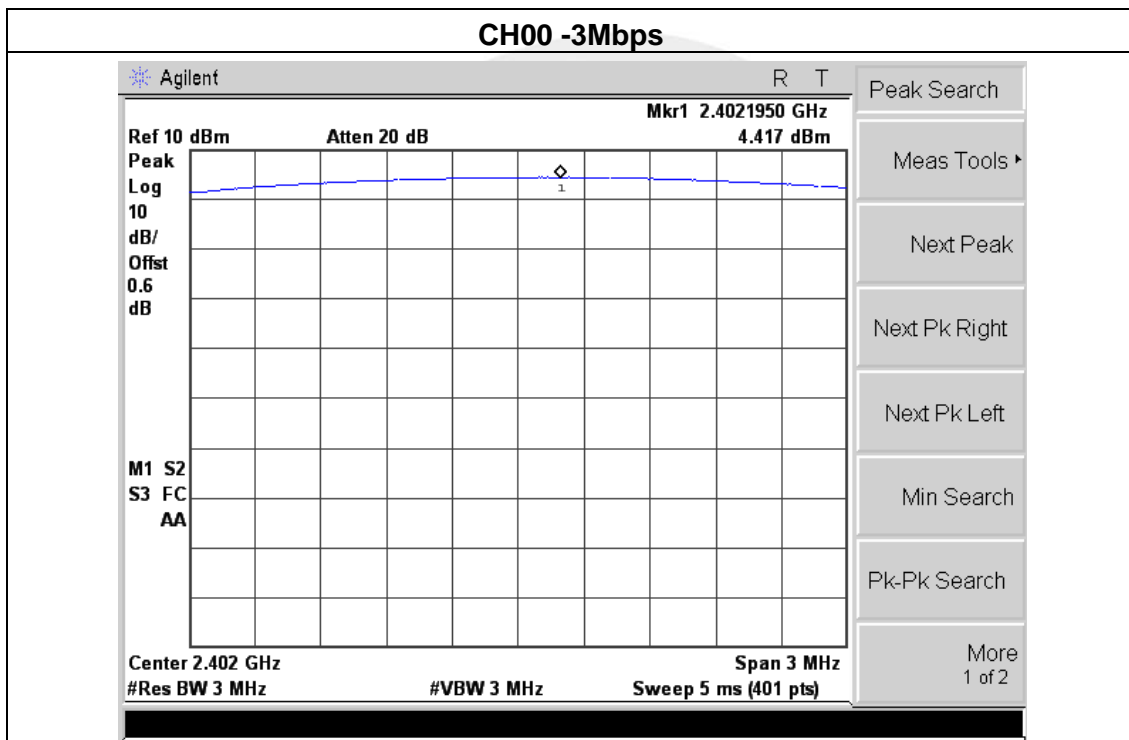 CH00 -3Mbps
Agilent R T
Mkr1 2.4021950 GHz
Ref 10 dBm Atten 20 dB 4.417 dBm
Peak
Log
10
dB/
Offst
0.6
dB
1
M1 S2
S3 FC
AA
Center 2.402 GHz Span 3 MHz
#Res BW 3 MHz #VBW 3 MHz Sweep 5 ms (401 pts)
Peak Search
Meas Tools
Next Peak
Next Pk Right
Next Pk Left
Min Search
Pk-Pk Search
More
1 of 2